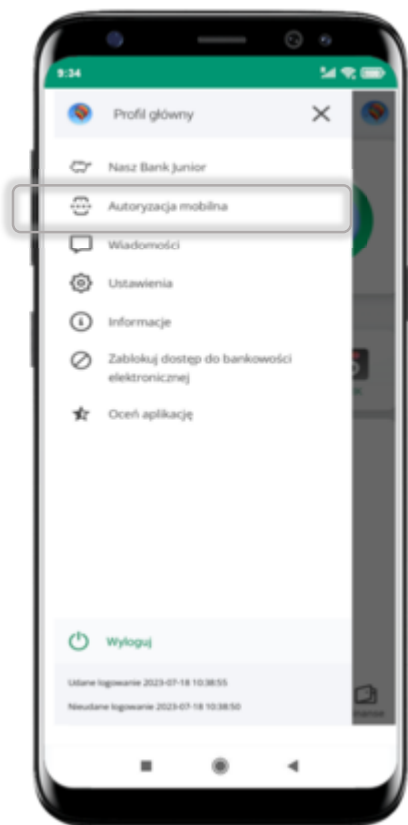 9:34
Profil główny
Nasz Bank Junior
Autoryzacja mobilna
Wiadomości
Ustawienia
Informacje
Zablokuj dostęp do bankowości
elektronicznej
Oceń aplikację
Wyloguj
Udane logowanie 2023-07-18 10:38:55
Nieudane logowanie 2023-07-18 10:38:50